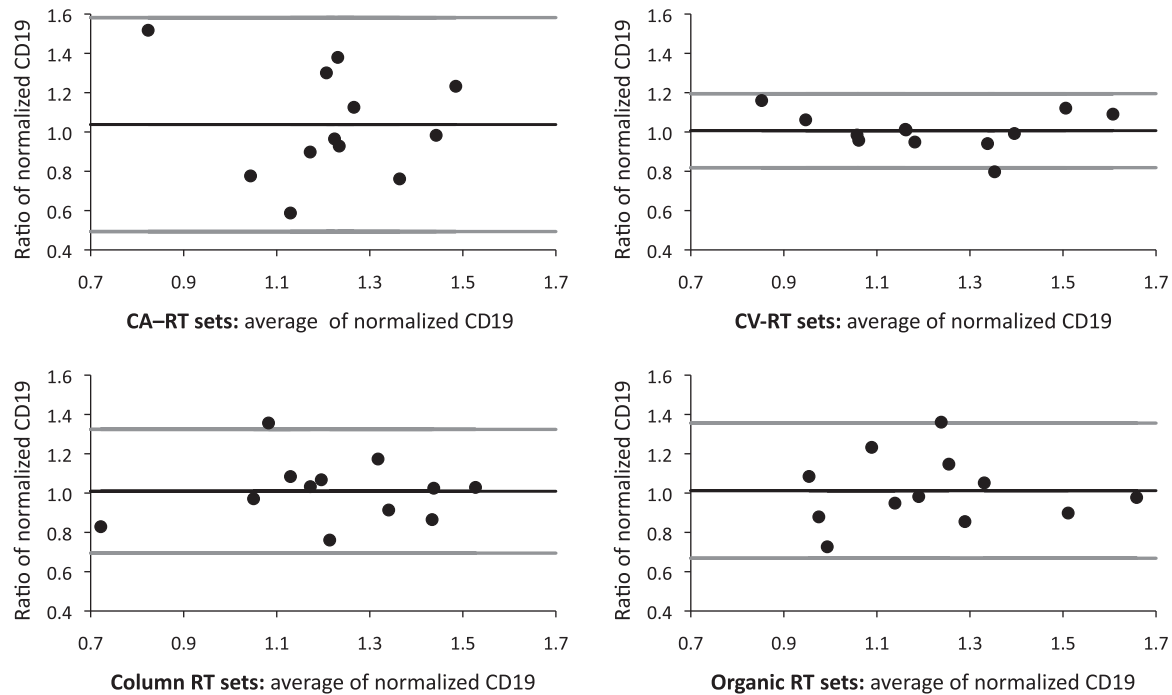 Ratio of normalized CD19
1.6
1.4
1.2
1.0
0.8
0.6
0.4
0.7 0.9 1.1 1.3 1.5 1.7
CA–RT sets: average of normalized CD19
Ratio of normalized CD19
1.6
1.4
1.2
1.0
0.8
0.6
0.4
0.7 0.9 1.1 1.3 1.5 1.7
CV-RT sets: average of normalized CD19
Ratio of normalized CD19
1.6
1.4
1.2
1.0
0.8
0.6
0.4
0.7 0.9 1.1 1.3 1.5 1.7
Column RT sets: average of normalized CD19
Ratio of normalized CD19
1.6
1.4
1.2
1.0
0.8
0.6
0.4
0.7 0.9 1.1 1.3 1.5 1.7
Organic RT sets: average of normalized CD19